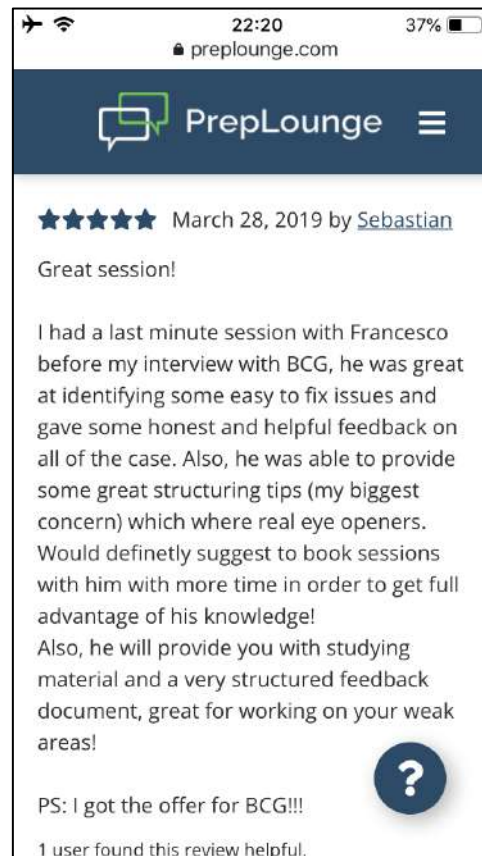 22:20
37%
preplounge.com
PrepLounge
March 28, 2019 by Sebastian
Great session!
I had a last minute session with Francesco
before my interview with BCG, he was great
at identifying some easy to fix issues and
gave some honest and helpful feedback on
all of the case. Also, he was able to provide
some great structuring tips (my biggest
concern) which where real eye openers.
Would definetly suggest to book sessions
with him with more time in order to get full
advantage of his knowledge!
Also, he will provide you with studying
material and a very structured feedback
document, great for working on your weak
areas!
?
PS: I got the offer for BCG!!!
1 user found this review helpful.